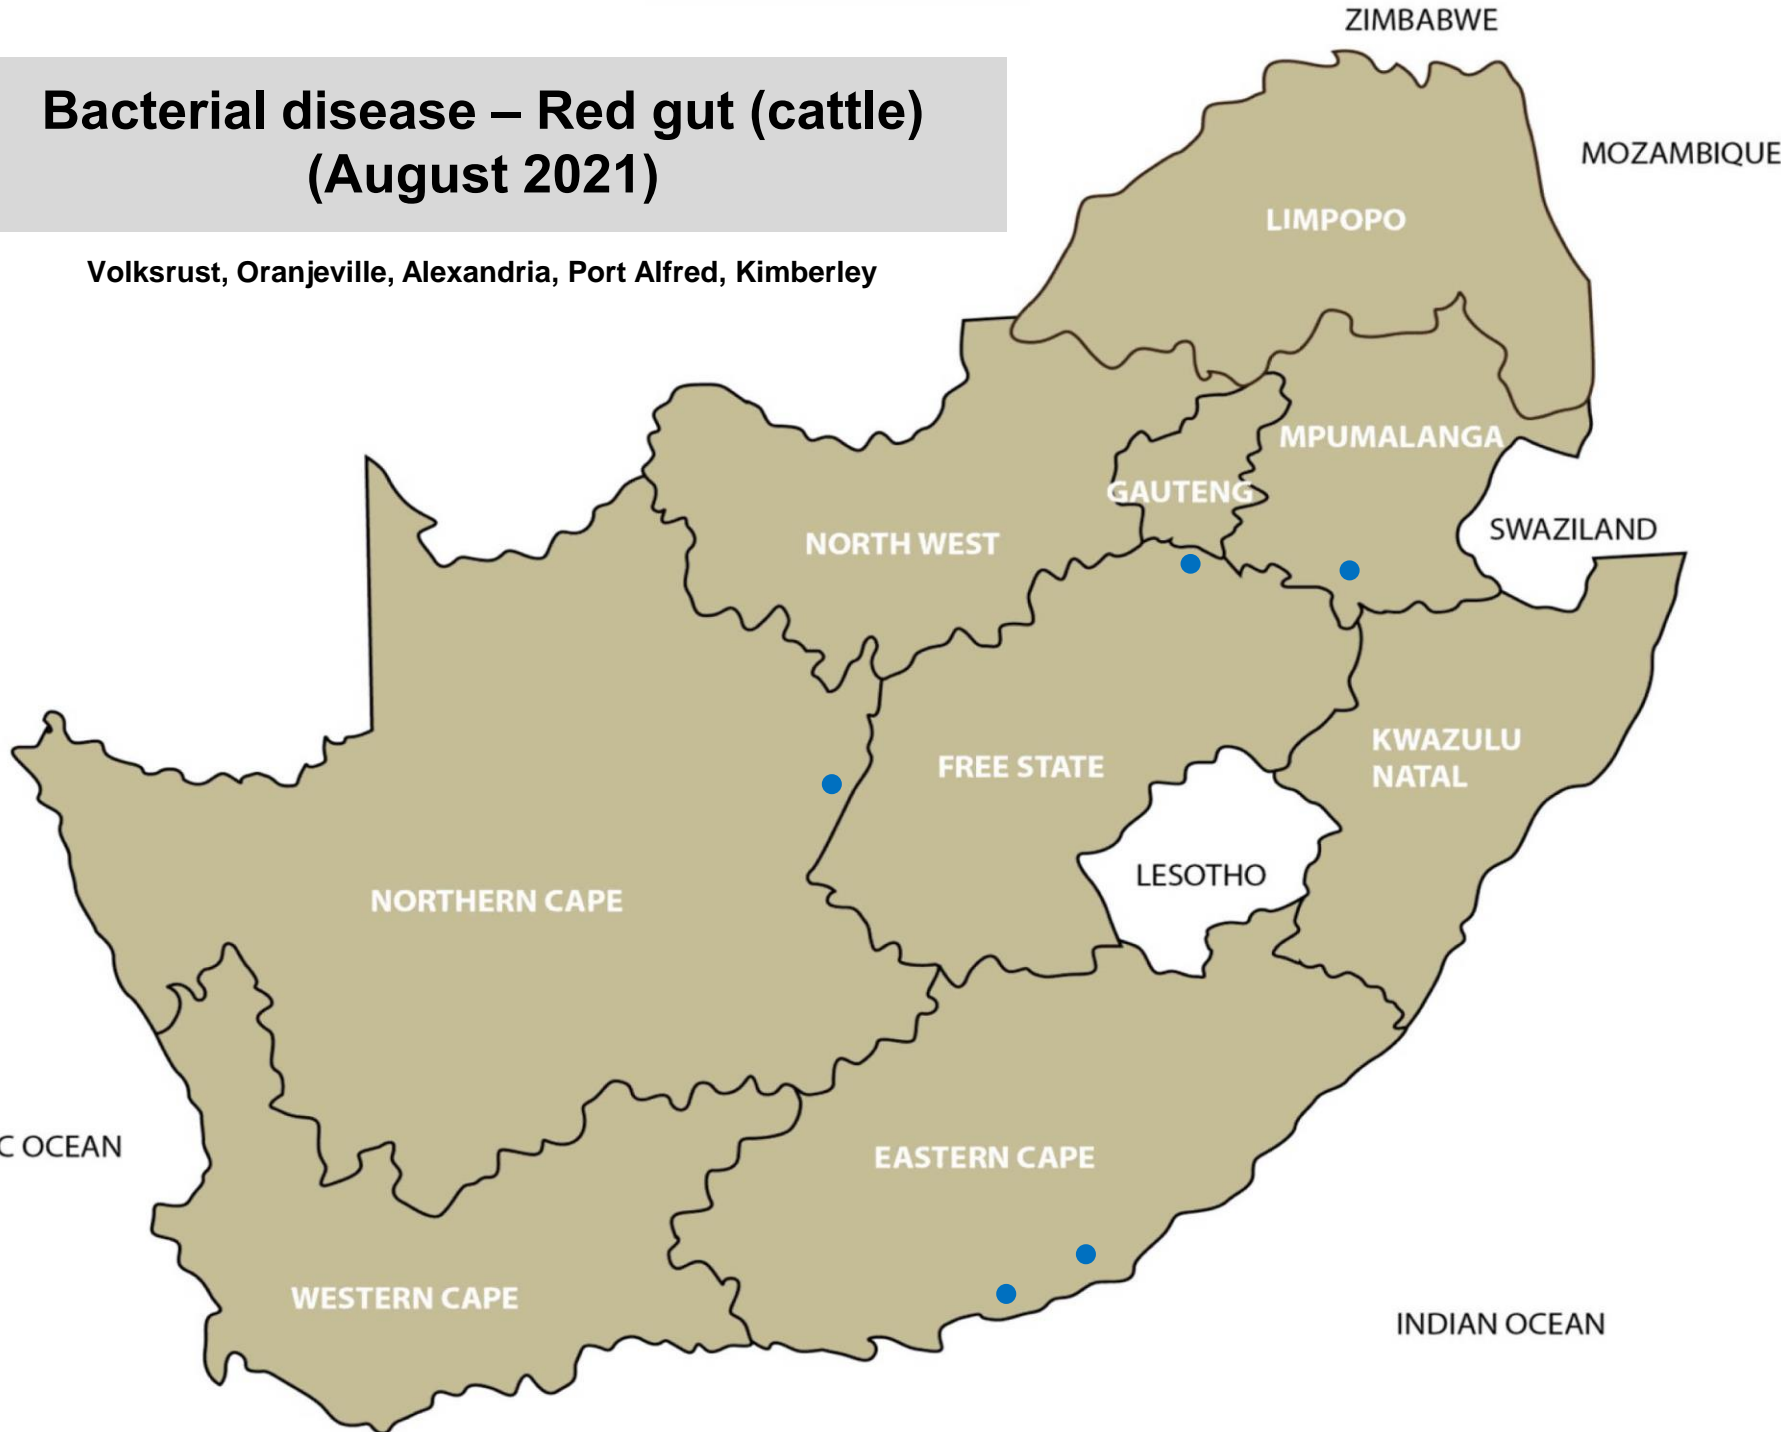 ZIMBABWE
Bacterial disease – Red gut (cattle)
(August 2021)
MOZAMBIQUE
LIMPOPO
Volksrust, Oranjeville, Alexandria, Port Alfred, Kimberley
MPUMALANGA
GAUTENG
NORTH WEST
SWAZILAND
KWAZULU
NATAL
FREE STATE
LESOTHO
NORTHERN CAPE
C OCEAN
EASTERN CAPE
WESTERN CAPE
INDIAN OCEAN